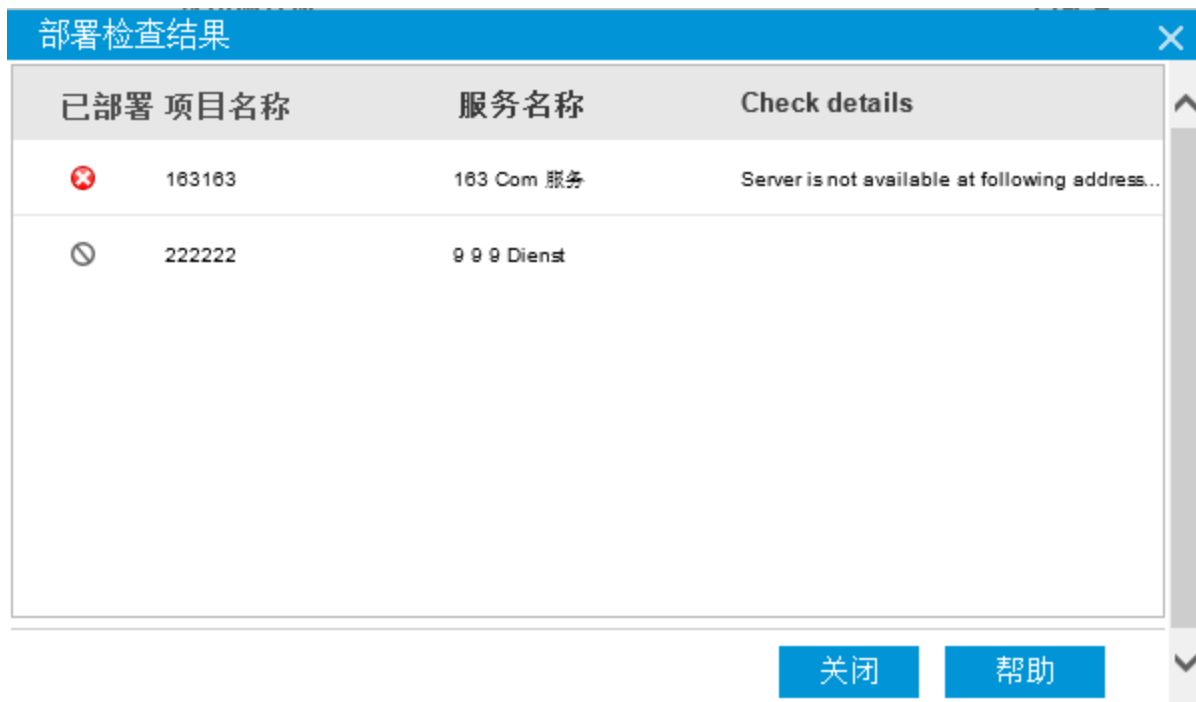 部署检查结果
已部署 项目名称 服务名称 Check details
163163 163 Com 服务 Server is not available at following address...
222222 9 9 9 Dienst
关闭 帮助